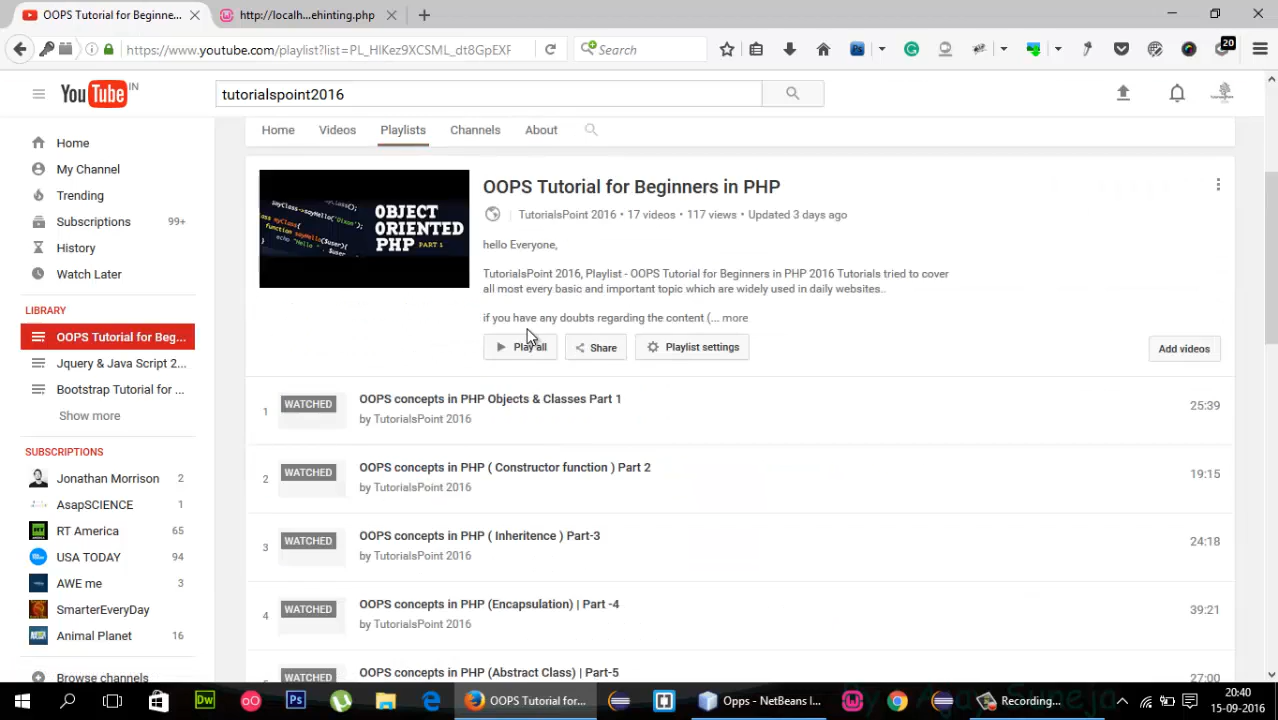 OOPS Tutorial for Beginne...
http://localh...ehinting.php
https://www.youtube.com/playlist?list=PL_HlKez9XCSML_dt8GpEXF
Search
20
YouTube IN
tutorialspoint2016
Home
Videos
Playlists
Channels
About
Home
My Channel
Trending
Subscriptions 99+
History
Watch Later
LIBRARY
OOPS Tutorial for Beg...
Jquery & Java Script 2...
Bootstrap Tutorial for ...
Show more
SUBSCRIPTIONS
Jonathan Morrison 2
AsapSCIENCE 1
RT America 65
USA TODAY 94
AWE me 3
SmarterEveryDay
Animal Planet 16
Browse channels
OBJECT
ORIENTED
PHP PART 1
OOPS Tutorial for Beginners in PHP
TutorialsPoint 2016 • 17 videos • 117 views • Updated 3 days ago
hello Everyone,
TutorialsPoint 2016, Playlist - OOPS Tutorial for Beginners in PHP 2016 Tutorials tried to cover
all most every basic and important topic which are widely used in daily websites..
if you have any doubts regarding the content (... more
Play all
Share
Playlist settings
Add videos
1 WATCHED OOPS concepts in PHP Objects & Classes Part 1 25:39
by TutorialsPoint 2016
2 WATCHED OOPS concepts in PHP ( Constructor function ) Part 2 19:15
by TutorialsPoint 2016
3 WATCHED OOPS concepts in PHP ( Inheritence ) Part-3 24:18
by TutorialsPoint 2016
4 WATCHED OOPS concepts in PHP (Encapsulation) | Part -4 39:21
by TutorialsPoint 2016
WATCHED OOPS concepts in PHP (Abstract Class) | Part-5 27:00
OOPS Tutorial for...
Opps - NetBeans I...
Recording...
20:40
15-09-2016